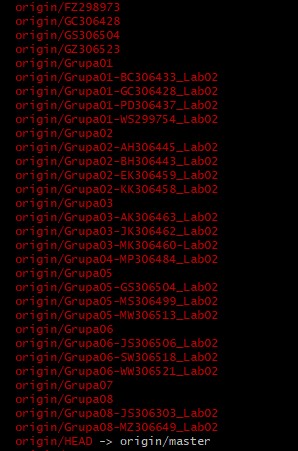 origin/FZ298973
origin/GC306428
origin/GS306504
origin/GZ306523
origin/Grupa01
origin/Grupa01-BC306433_Lab02
origin/Grupa01-GC306428_Lab02
origin/Grupa01-PD306437_Lab02
origin/Grupa01-WS299754_Lab02
origin/Grupa02
origin/Grupa02-AH306445_Lab02
origin/Grupa02-BH306443_Lab02
origin/Grupa02-EK306459_Lab02
origin/Grupa02-KK306458_Lab02
origin/Grupa03
origin/Grupa03-AK306463_Lab02
origin/Grupa03-JK306462_Lab02
origin/Grupa03-MK306460-Lab02
origin/Grupa04-MP306484_Lab02
origin/Grupa05
origin/Grupa05-GS306504_Lab02
origin/Grupa05-MS306499_Lab02
origin/Grupa05-MW306513_Lab02
origin/Grupa06
origin/Grupa06-JS306506_Lab02
origin/Grupa06-SW306518_Lab02
origin/Grupa06-WW306521_Lab02
origin/Grupa07
origin/Grupa08
origin/Grupa08-JS306303_Lab02
origin/Grupa08-MZ306649_Lab02
origin/HEAD -> origin/master